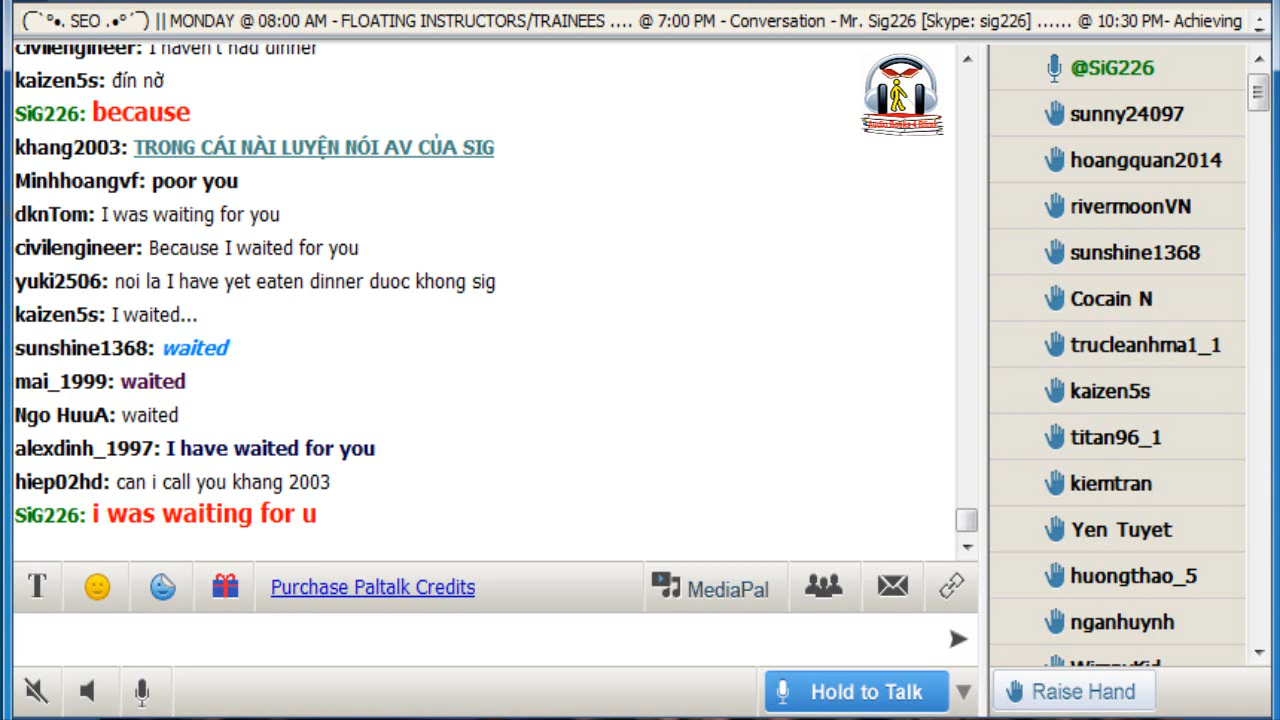 (¯`°•. SEO .•°´¯) || MONDAY @ 08:00 AM - FLOATING INSTRUCTORS/TRAINEES .... @ 7:00 PM - Conversation - Mr. Sig226 [Skype: sig226] ...... @ 10:30 PM- Achieving
civilengineer: I haven't had dinner
kaizen5s: đín nờ
SiG226: because
khang2003: TRONG CÁI NÀI LUYỆN NÓI AV CỦA SIG
Minhhoangvf: poor you
dknTom: I was waiting for you
civilengineer: Because I waited for you
yuki2506: noi la I have yet eaten dinner duoc khong sig
kaizen5s: I waited...
sunshine1368: waited
mai_1999: waited
Ngo HuuA: waited
alexdinh_1997: I have waited for you
hiep02hd: can i call you khang 2003
SiG226: i was waiting for u
T
Purchase Paltalk Credits
MediaPal
Hold to Talk
@SiG226
sunny24097
hoangquan2014
rivermoonVN
sunshine1368
Cocain N
trucleanhma1_1
kaizen5s
titan96_1
kiemtran
Yen Tuyet
huongthao_5
nganhuynh
Raise Hand